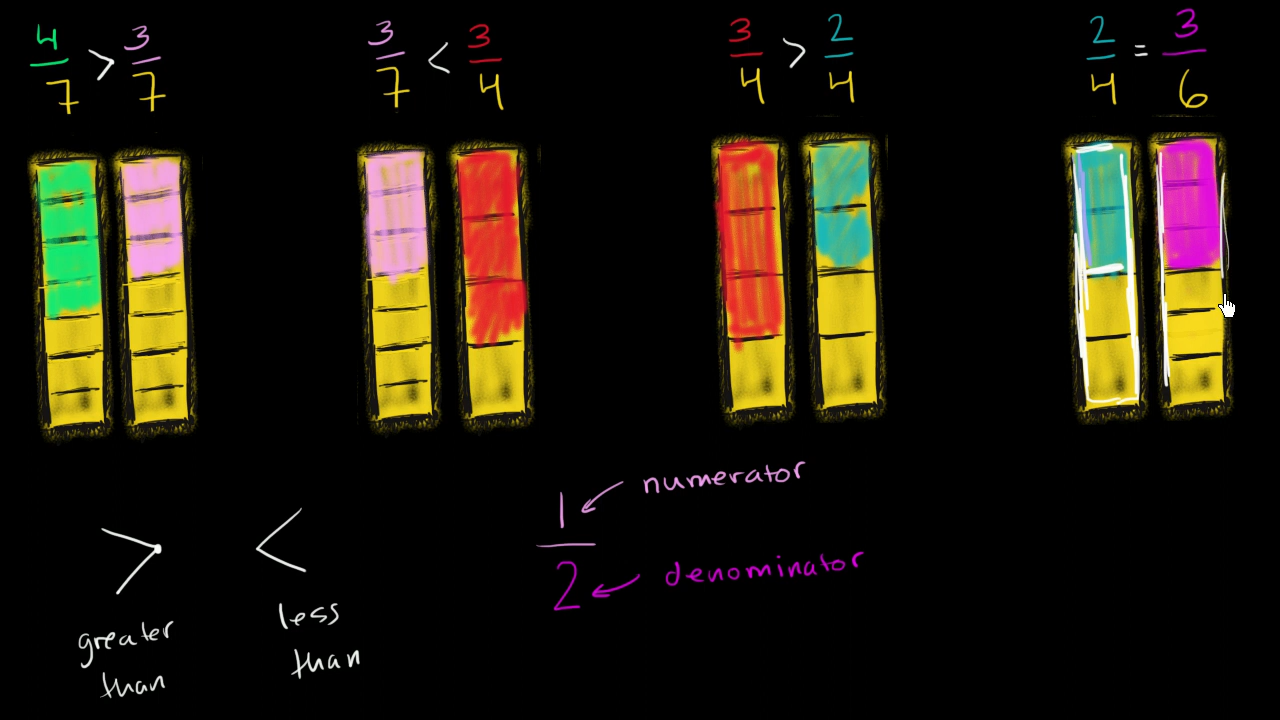 4/7 > 3/7
3/7 < 3/4
3/4 > 2/4
2/4 = 3/6
>
greater
than
<
less
than
1/2
numerator
denominator